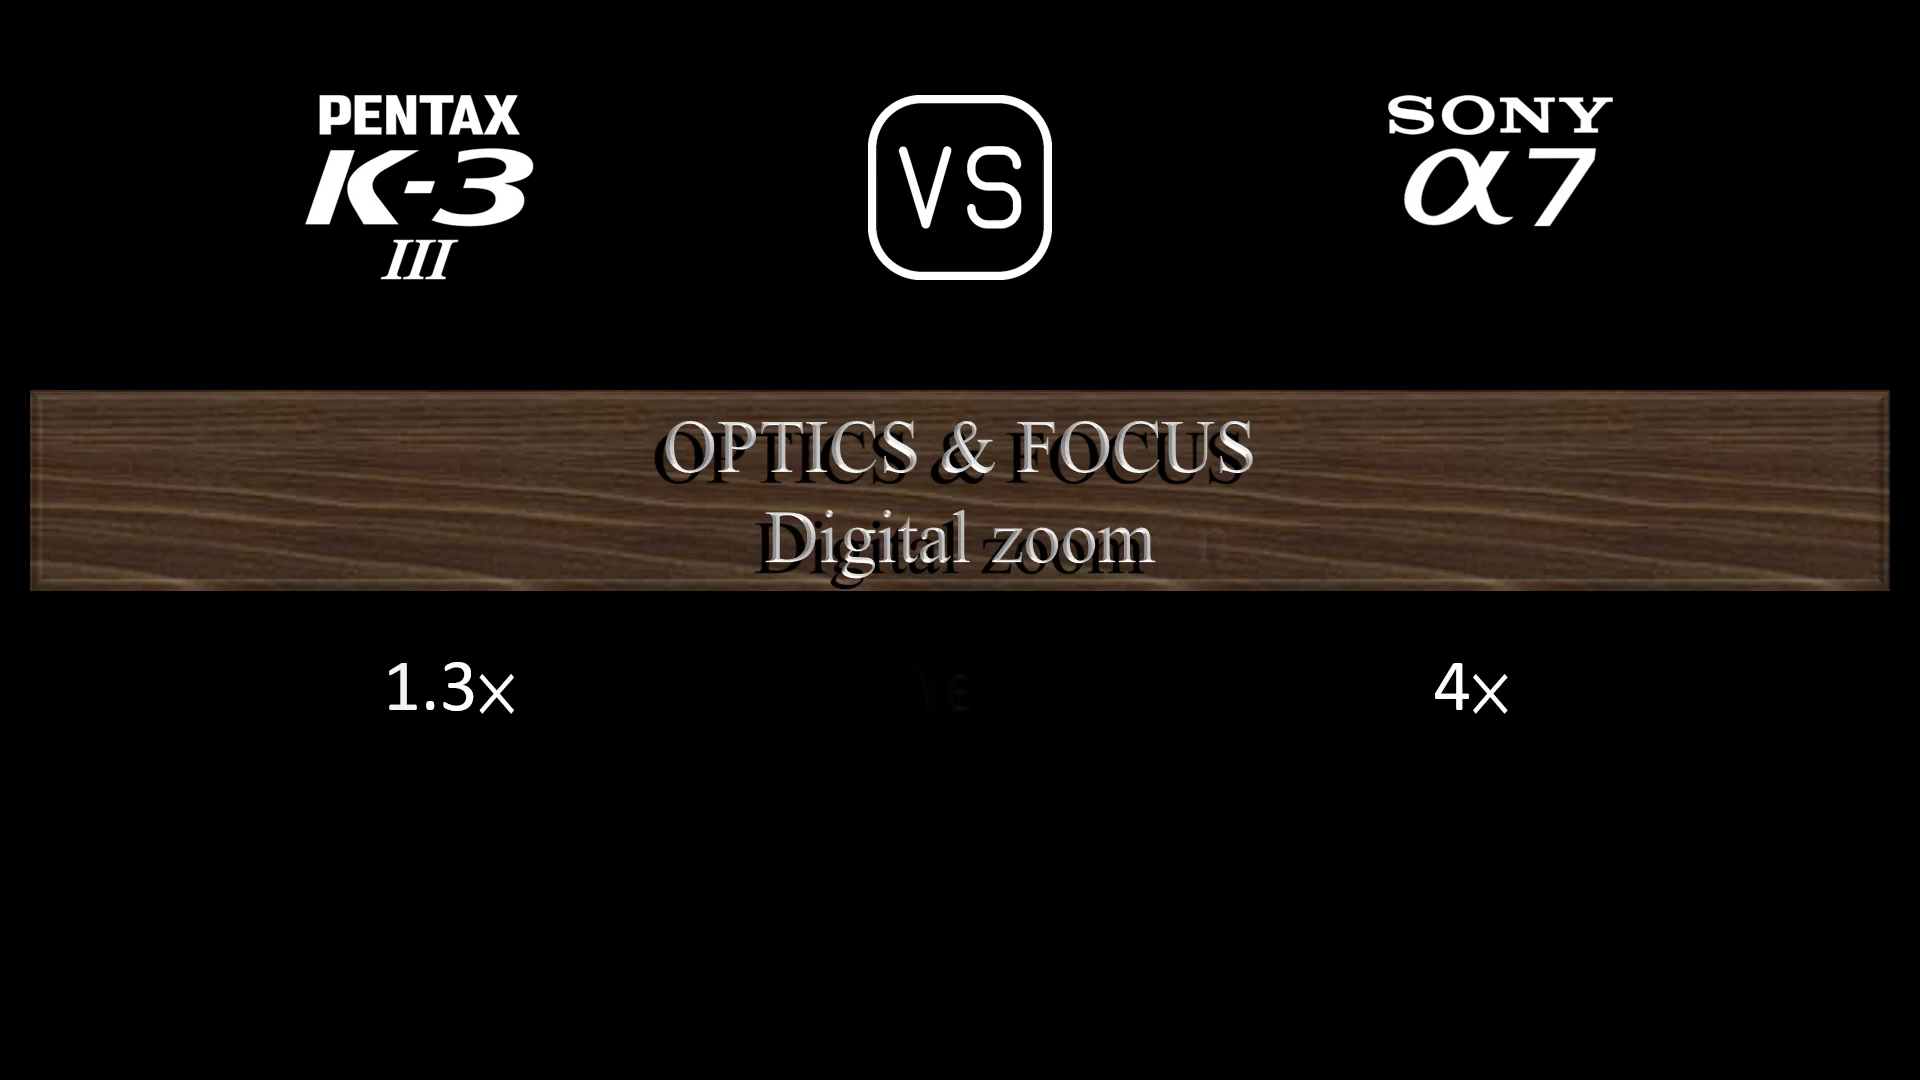 PENTAX
K-3
III
VS
SONY
α7
OPTICS & FOCUS
Digital zoom
1.3x
4x